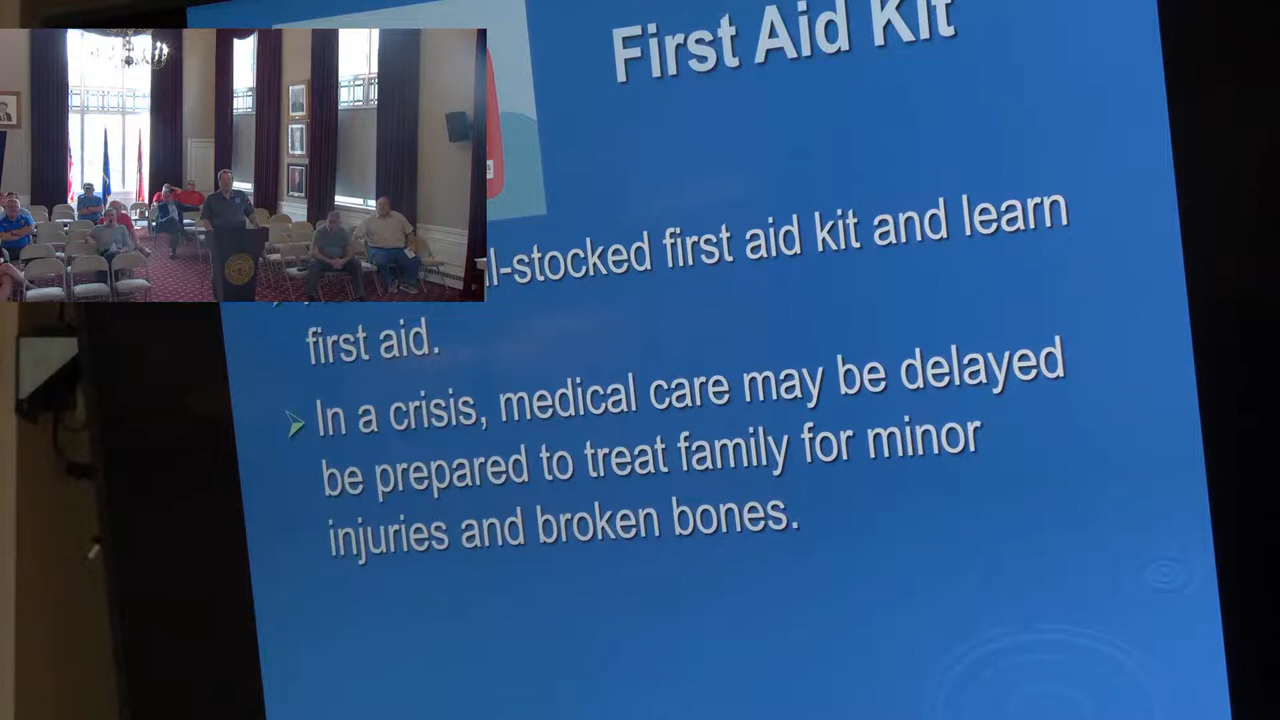 First Aid Kit
l-stocked first aid kit and learn
first aid.
In a crisis, medical care may be delayed
be prepared to treat family for minor
injuries and broken bones.